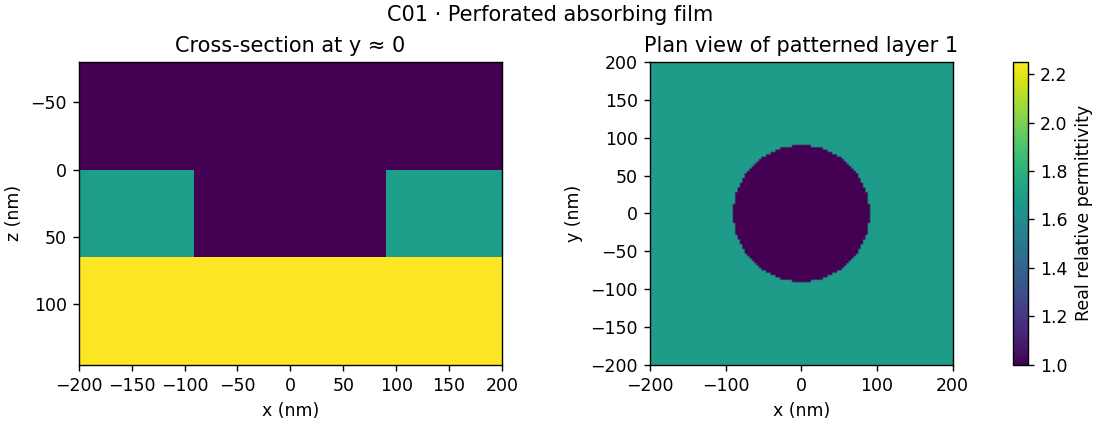 C01 · Perforated absorbing film
Cross-section at y ≈ 0
−50
0
50
100
z (nm)
−200 −150 −100 −50 0 50 100 150 200
x (nm)
Plan view of patterned layer 1
200
150
100
50
0
−50
−100
−150
−200
y (nm)
−200 −100 0 100 200
x (nm)
2.2
2.0
1.8
1.6
1.4
1.2
1.0
Real relative permittivity